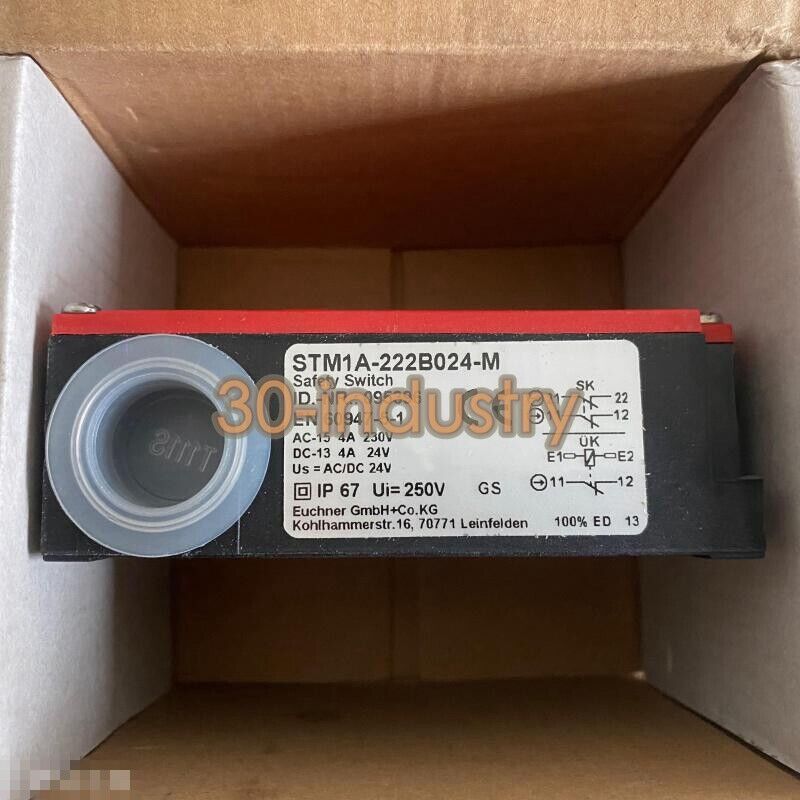 STM1A-222B024-M
Safety Switch
30-industry
AC-15 4A 230V
DC-13 4A 24V
Us = AC/DC 24V
IP 67 Ui= 250V GS
Euchner GmbH+Co.KG
Kohlhammerstr.16, 70771 Leinfelden
SK
22
12
ÜK
E1 E2
11 12
100% ED 13
T111S